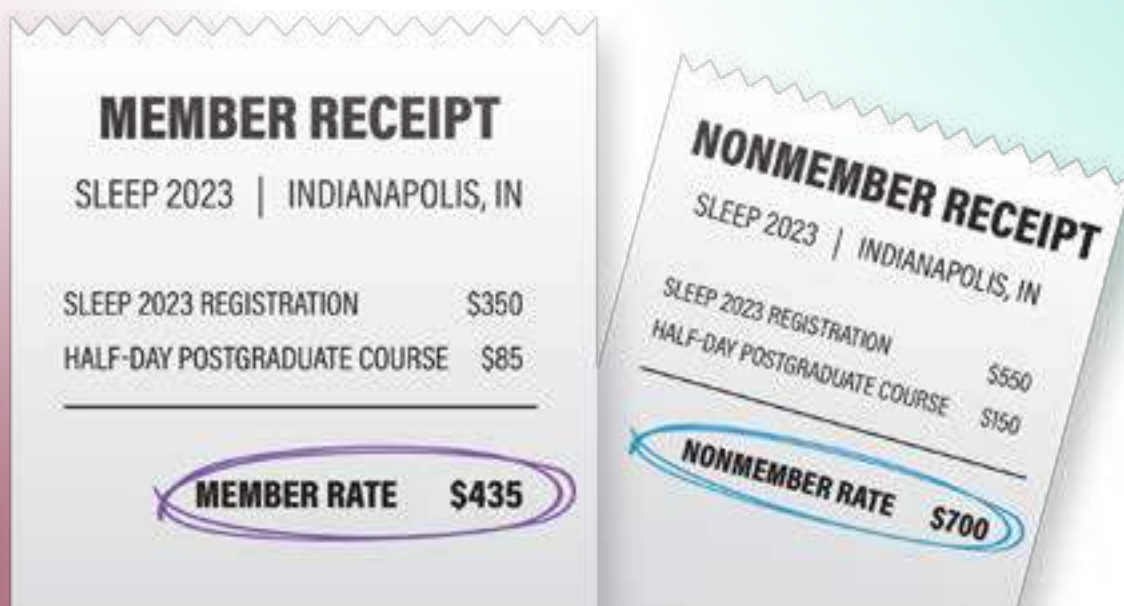 MEMBER RECEIPT
SLEEP 2023 | INDIANAPOLIS, IN
SLEEP 2023 REGISTRATION $350
HALF-DAY POSTGRADUATE COURSE $85
MEMBER RATE $435
NONMEMBER RECEIPT
SLEEP 2023 | INDIANAPOLIS, IN
SLEEP 2023 REGISTRATION $550
HALF-DAY POSTGRADUATE COURSE $150
NONMEMBER RATE $700